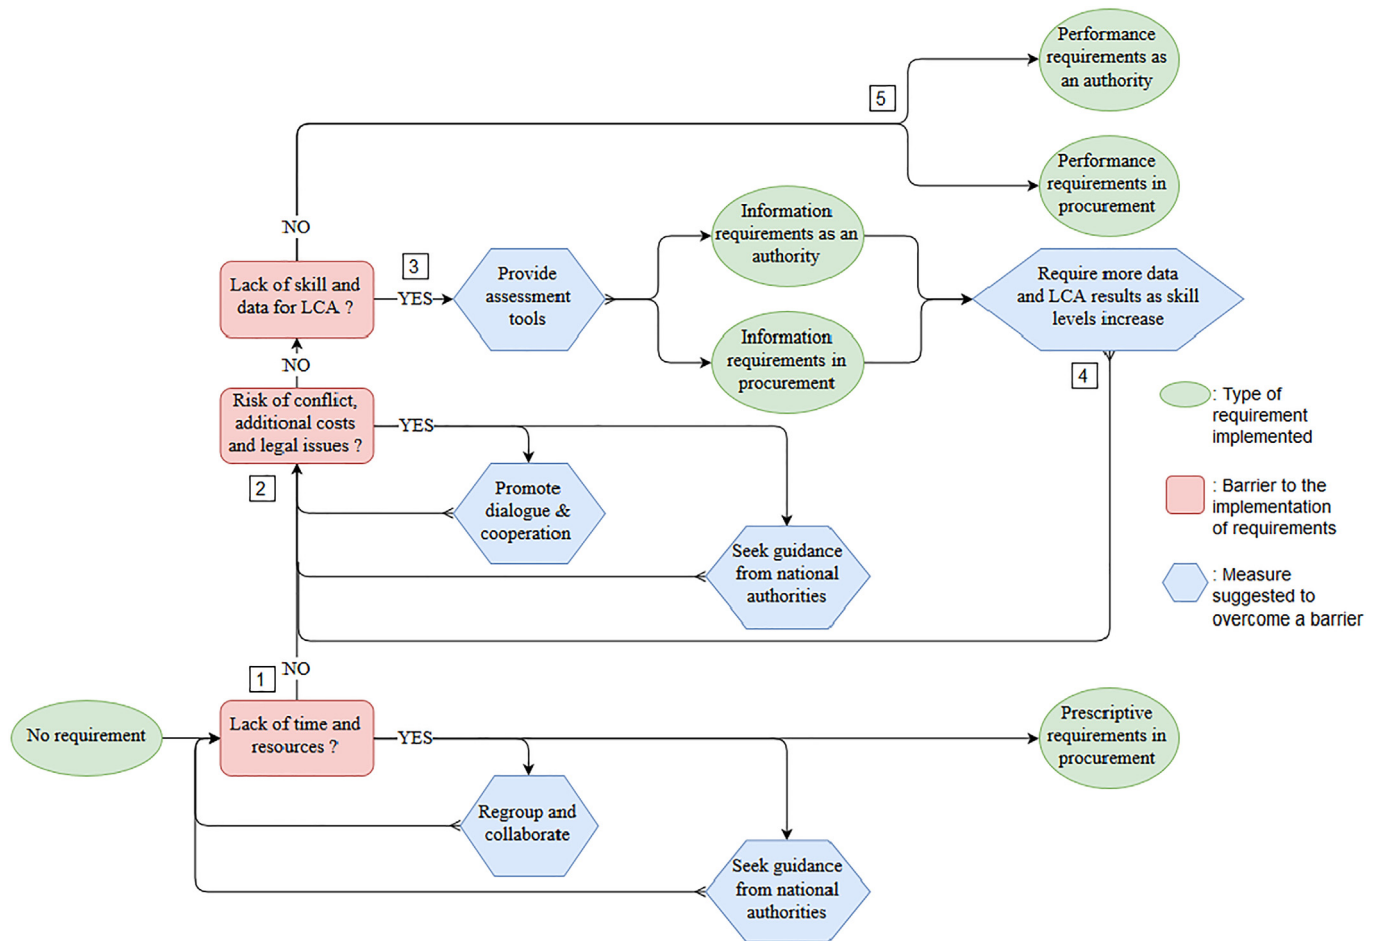 Performance
requirements as
an authority
5
Performance
requirements in
procurement
NO
Information
requirements as an
authority
Lack of skill and
data for LCA ?
3
YES
Provide
assessment
tools
Require more data
and LCA results as skill
levels increase
Information
requirements in
procurement
NO
4
Risk of conflict,
additional costs
and legal issues ?
YES
: Type of
requirement
implemented
2
Promote
dialogue &
cooperation
: Barrier to the
implementation
of requirements
Seek guidance
from national
authorities
: Measure
suggested to
overcome a barrier
1
NO
No requirement
Lack of time and
resources ?
YES
Prescriptive
requirements in
procurement
Regroup and
collaborate
Seek guidance
from national
authorities